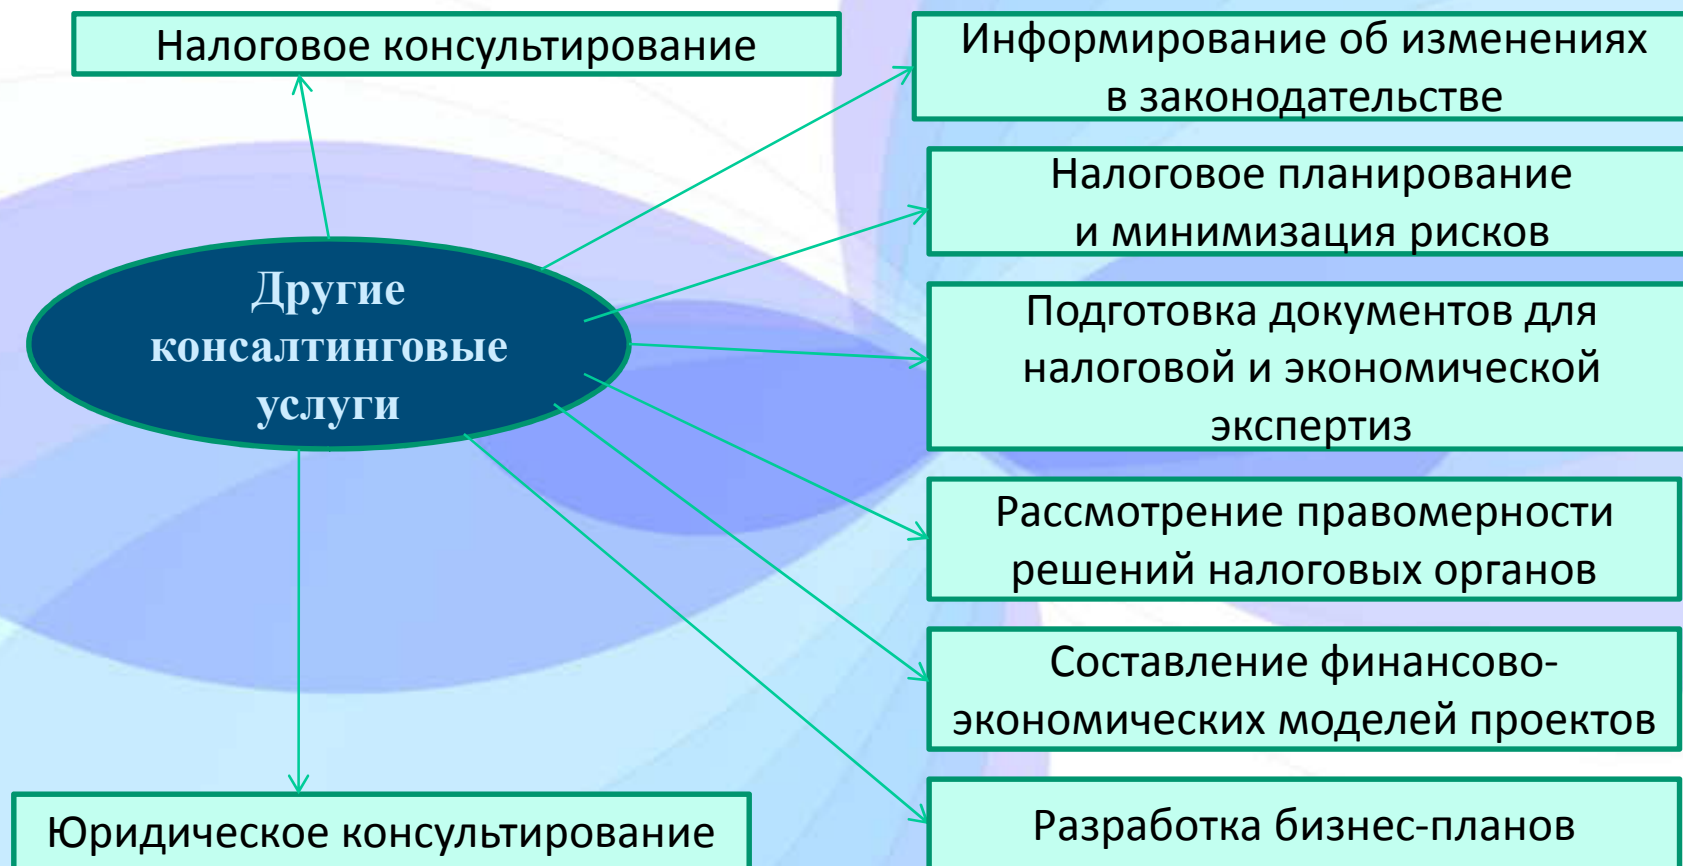 Налоговое консультирование
Информирование об изменениях
в законодательстве
Налоговое планирование
и минимизация рисков
Другие
консалтинговые
услуги
Подготовка документов для
налоговой и экономической
экспертиз
Рассмотрение правомерности
решений налоговых органов
Составление финансово-
экономических моделей проектов
Юридическое консультирование
Разработка бизнес-планов